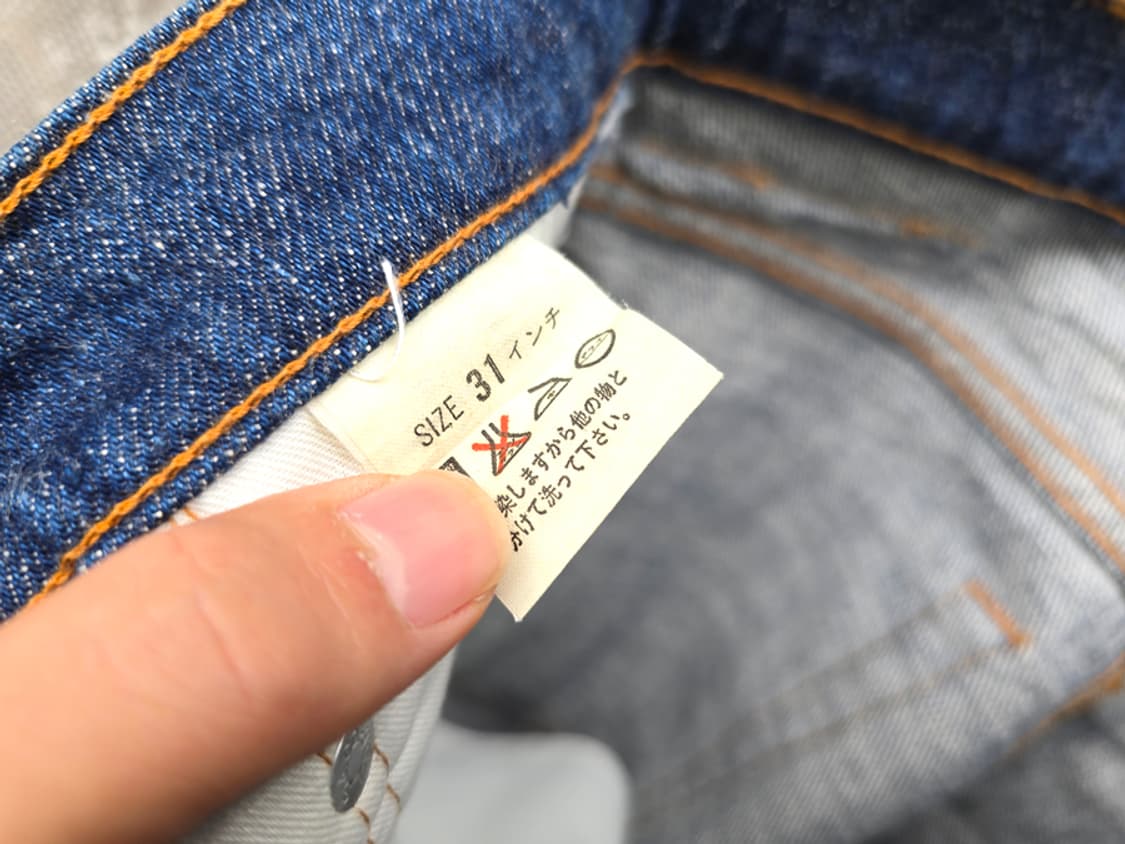 SIZE 31 インチ
染しますから他の物と
かけて洗って下さい。